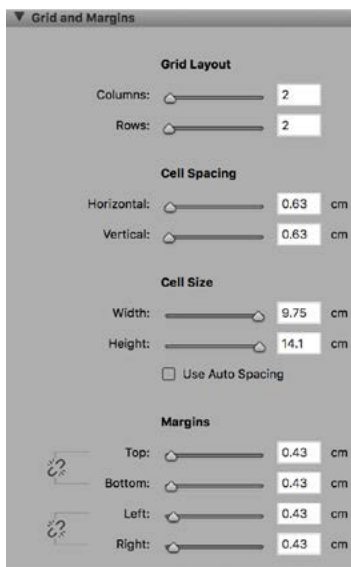 ▼ Grid and Margins
Grid Layout
Columns: 2
Rows: 2
Cell Spacing
Horizontal: 0.63 cm
Vertical: 0.63 cm
Cell Size
Width: 9.75 cm
Height: 14.1 cm
Use Auto Spacing
Margins
Top: 0.43 cm
Bottom: 0.43 cm
Left: 0.43 cm
Right: 0.43 cm